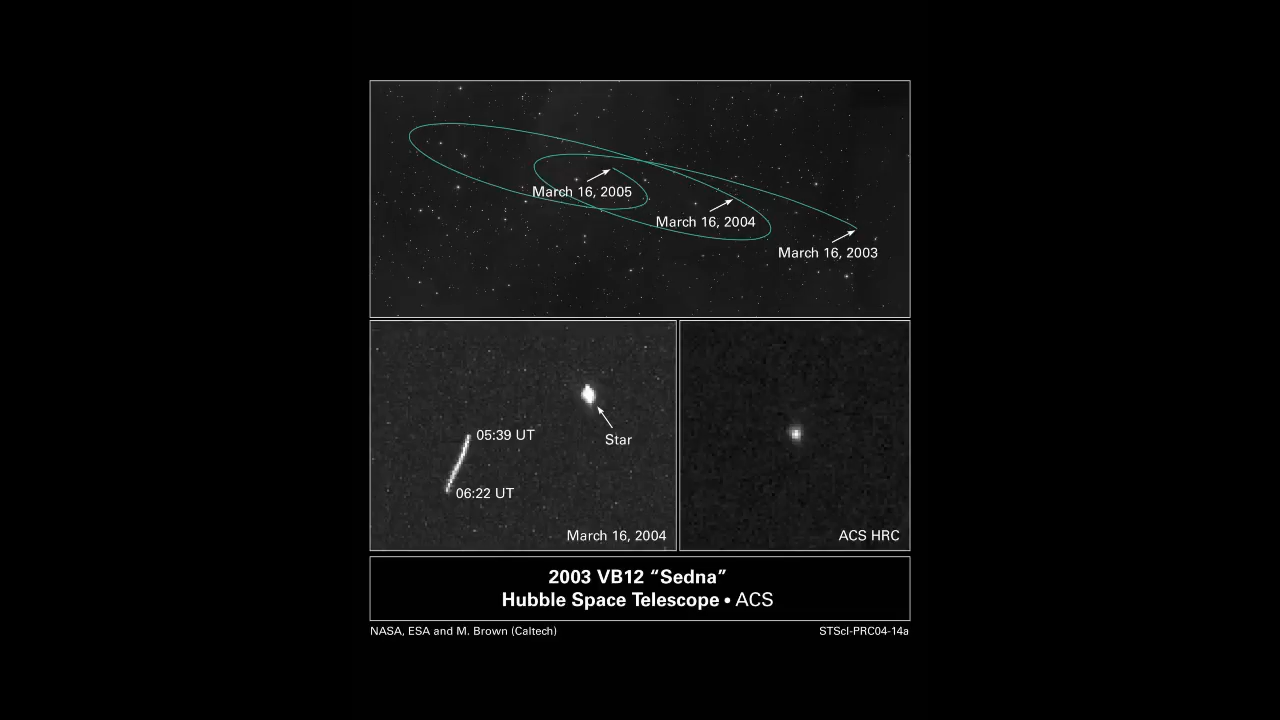 March 16, 2005
March 16, 2004
March 16, 2003
05:39 UT
Star
06:22 UT
March 16, 2004
ACS HRC
2003 VB12 “Sedna”
Hubble Space Telescope • ACS
NASA, ESA and M. Brown (Caltech)
STScI-PRC04-14a